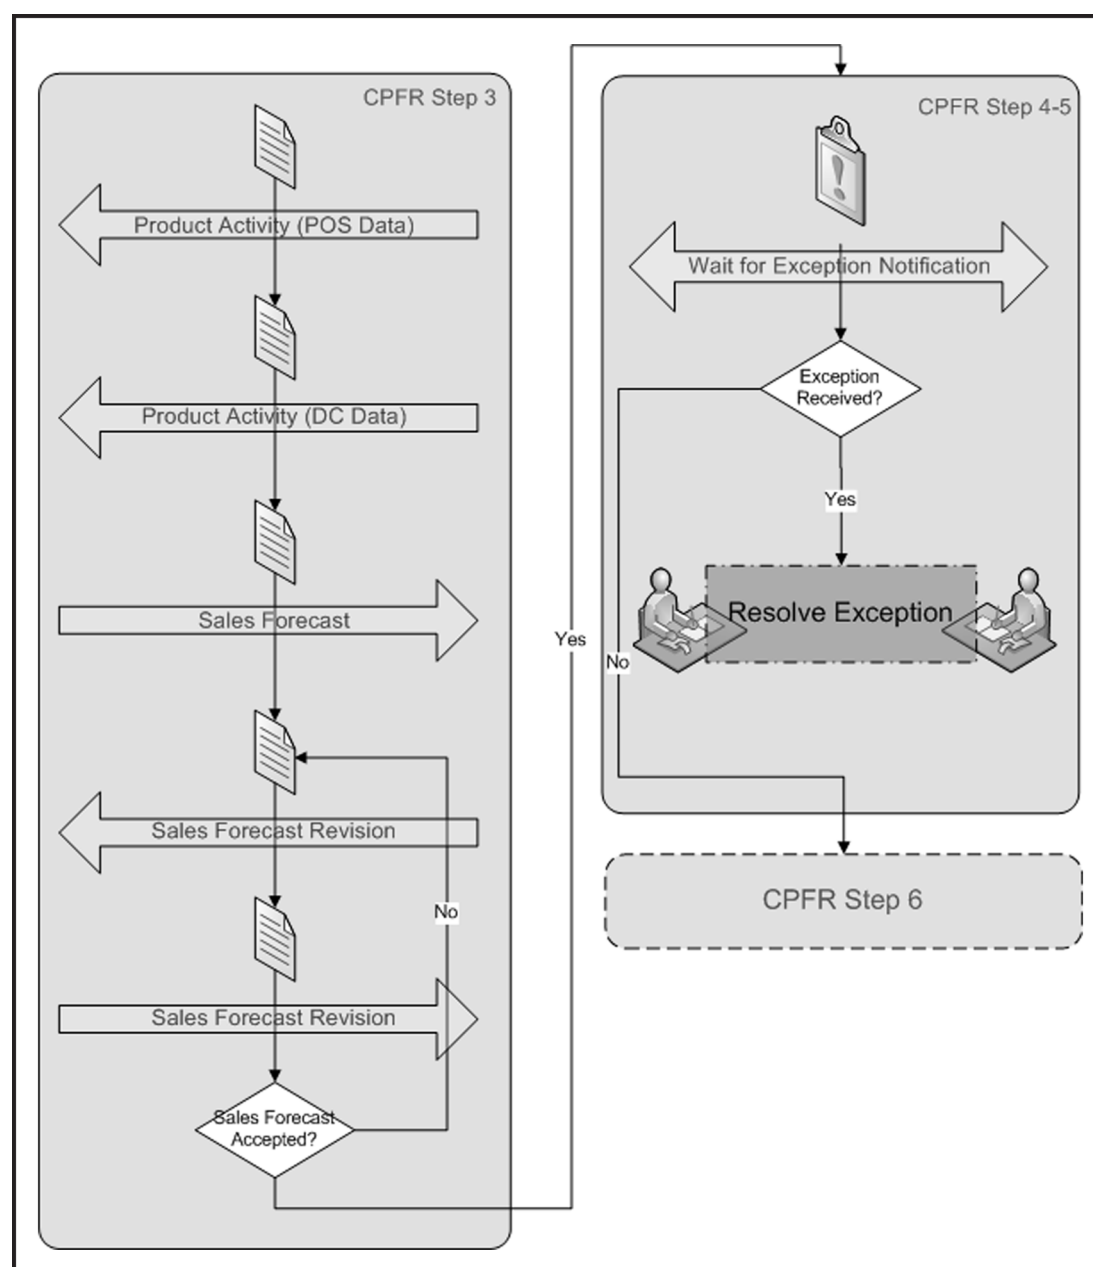 CPFR Step 3
Product Activity (POS Data)
Product Activity (DC Data)
Sales Forecast
Sales Forecast Revision
No
Sales Forecast Revision
Sales Forecast
Accepted?
Yes
CPFR Step 4-5
Wait for Exception Notification
Exception
Received?
Yes
Resolve Exception
No
CPFR Step 6